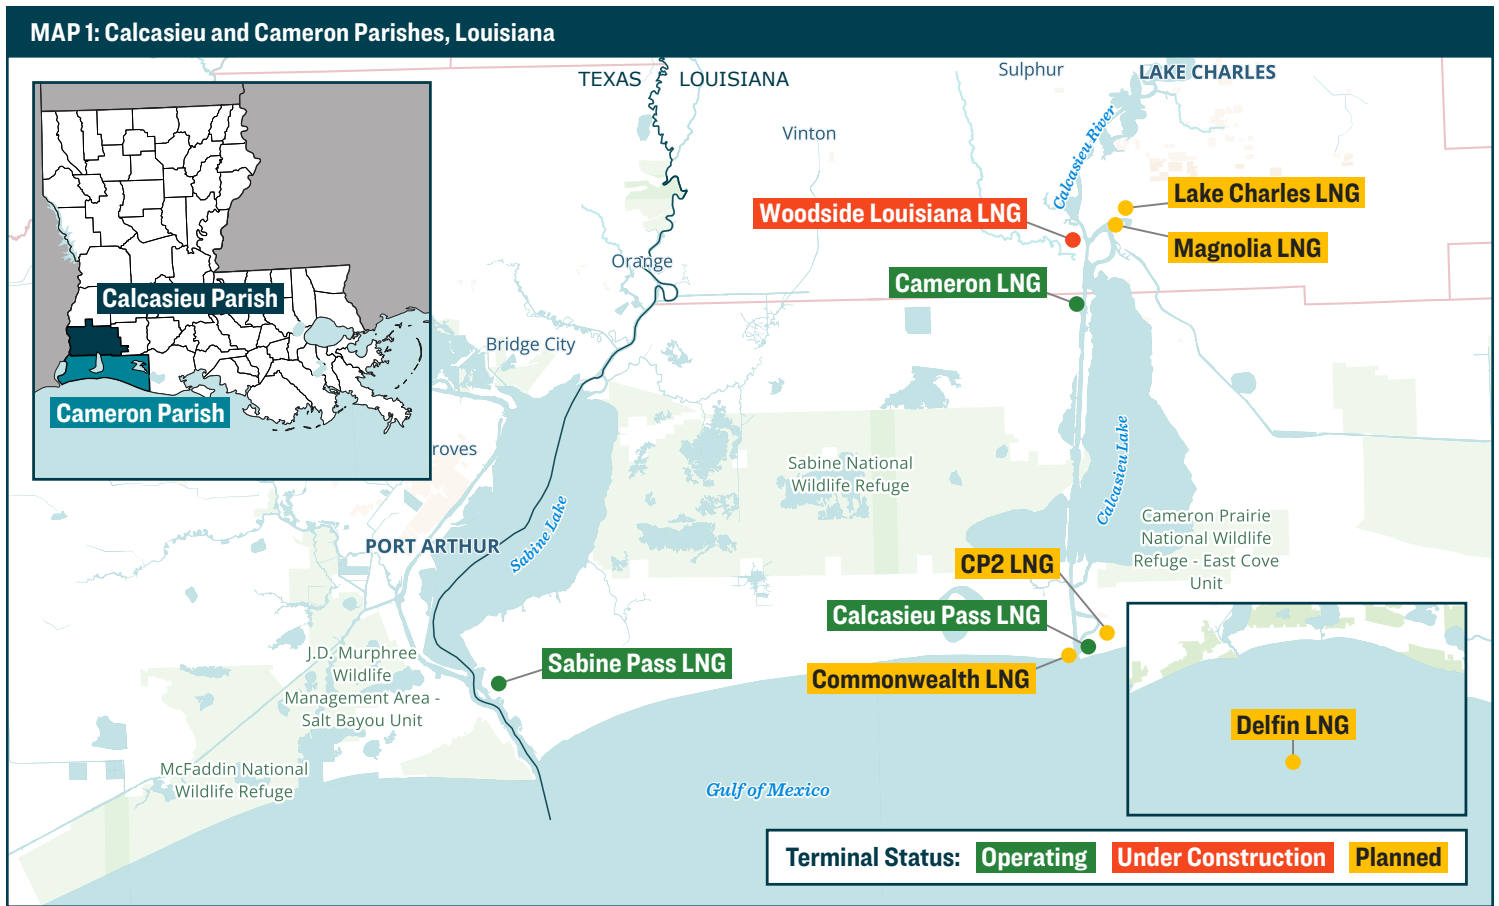 MAP 1: Calcasieu and Cameron Parishes, Louisiana
TEXAS
LOUISIANA
Sulphur
LAKE CHARLES
Vinton
Calcasieu River
Lake Charles LNG
Woodside Louisiana LNG
Magnolia LNG
Orange
Cameron LNG
Calcasieu Parish
Bridge City
Cameron Parish
roves
Sabine National
Wildlife Refuge
Calcasieu Lake
Sabine Lake
PORT ARTHUR
Cameron Prairie
National Wildlife
Refuge - East Cove
Unit
CP2 LNG
Calcasieu Pass LNG
Sabine Pass LNG
Commonwealth LNG
J.D. Murphree
Wildlife
Management Area -
Salt Bayou Unit
Delfin LNG
McFaddin National
Wildlife Refuge
Gulf of Mexico
Terminal Status:
Operating
Under Construction
Planned